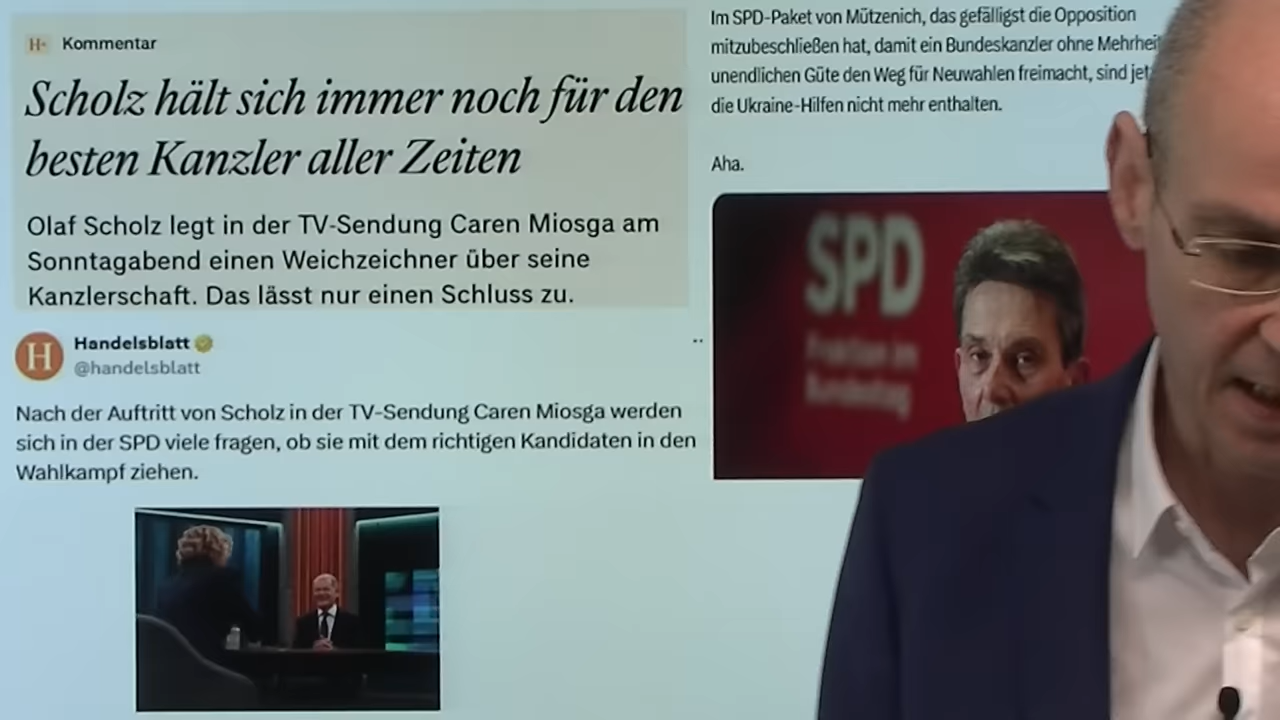 H Kommentar
Scholz hält sich immer noch für den
besten Kanzler aller Zeiten
Olaf Scholz legt in der TV-Sendung Caren Miosga am
Sonntagabend einen Weichzeichner über seine
Kanzlerschaft. Das lässt nur einen Schluss zu.
H Handelsblatt
@handelsblatt
Nach der Auftritt von Scholz in der TV-Sendung Caren Miosga werden
sich in der SPD viele fragen, ob sie mit dem richtigen Kandidaten in den
Wahlkampf ziehen.
Im SPD-Paket von Mützenich, das gefälligst die Opposition
mitzubeschließen hat, damit ein Bundeskanzler ohne Mehrheit
unendlichen Güte den Weg für Neuwahlen freimacht, sind jet
die Ukraine-Hilfen nicht mehr enthalten.
Aha.
SPD
Fraktion im
Bundestag